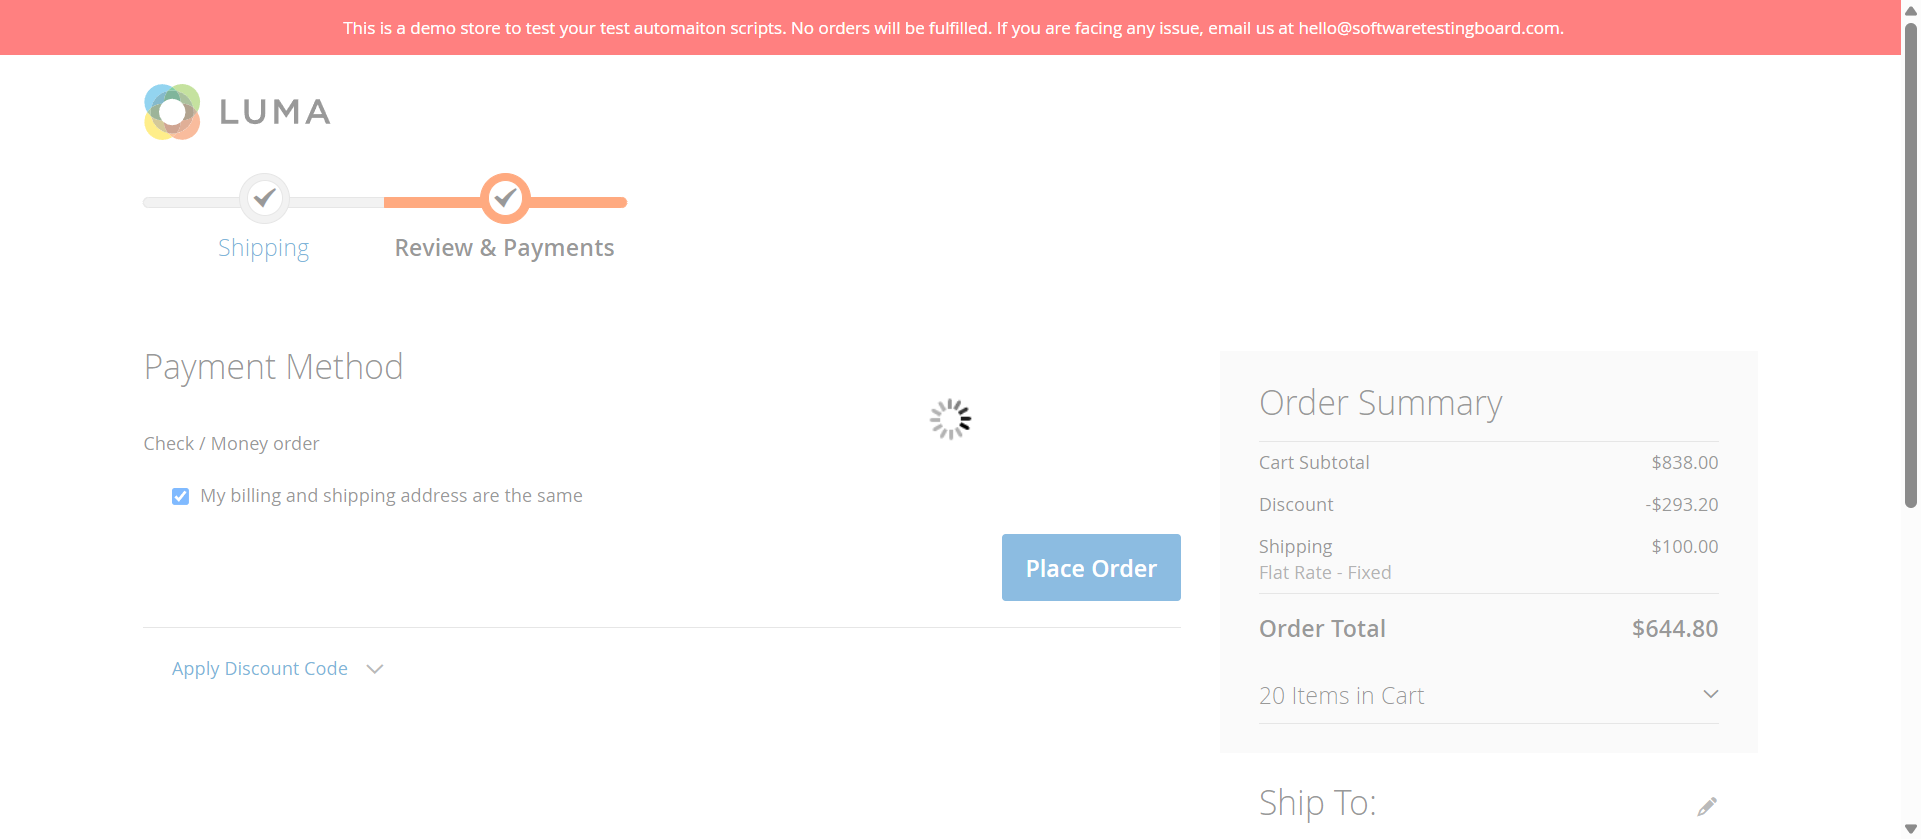 This is a demo store to test your test automaiton scripts. No orders will be fulfilled. If you are facing any issue, email us at hello@softwaretestingboard.com.
LUMA
Shipping
Review & Payments
Payment Method
Check / Money order
My billing and shipping address are the same
Place Order
Apply Discount Code
Order Summary
Cart Subtotal $838.00
Discount -$293.20
Shipping $100.00
Flat Rate - Fixed
Order Total $644.80
20 Items in Cart
Ship To: